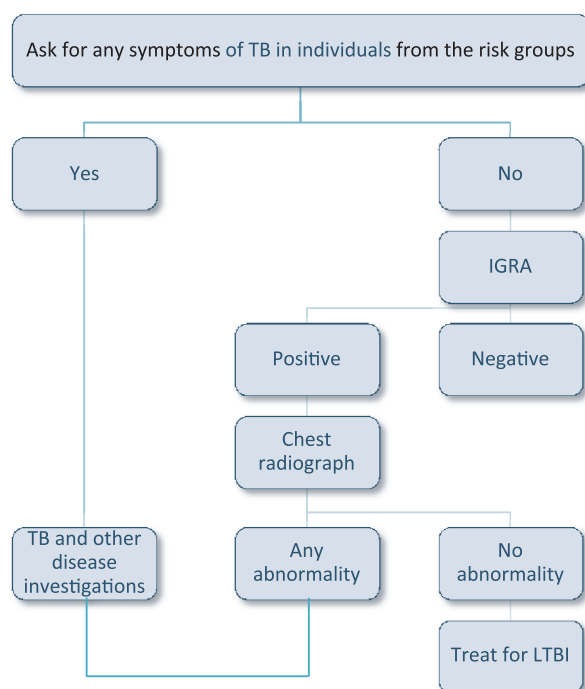 Ask for any symptoms of TB in individuals from the risk groups
Yes
No
IGRA
Positive
Negative
Chest
radiograph
TB and other
disease
investigations
Any
abnormality
No
abnormality
Treat for LTBI